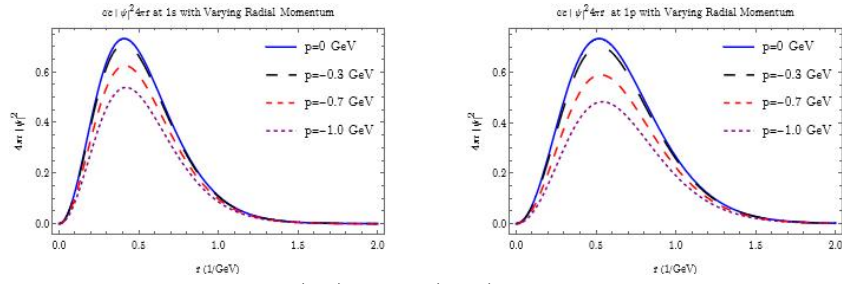 cc |ψ|²4πr at 1s with Varying Radial Momentum
4πr |ψ|²
0.6
0.4
0.2
0.0
p=0 GeV
p=−0.3 GeV
p=−0.7 GeV
p=−1.0 GeV
0.0 0.5 1.0 1.5 2.0
r (1/GeV)
cc |ψ|²4πr at 1p with Varying Radial Momentum
4πr |ψ|²
0.6
0.4
0.2
0.0
p=0 GeV
p=−0.3 GeV
p=−0.7 GeV
p=−1.0 GeV
0.0 0.5 1.0 1.5 2.0
r (1/GeV)